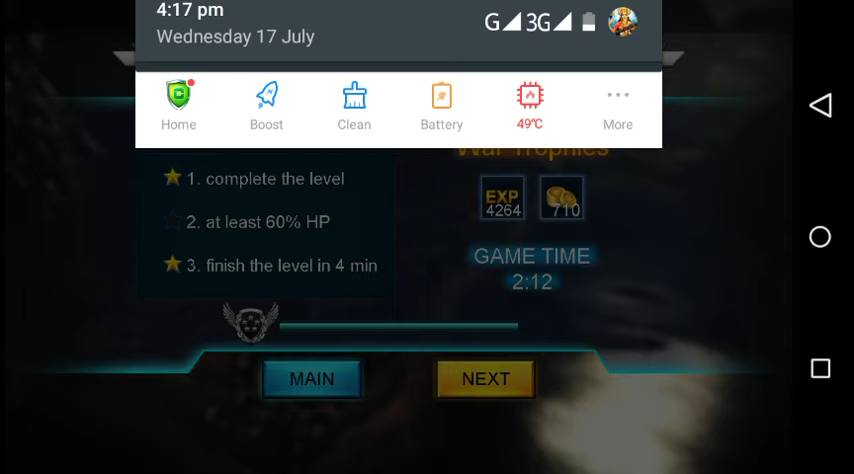 4:17 pm
G 3G
Wednesday 17 July
Home
Boost
Clean
Battery
49℃
More
War Trophies
1. complete the level
EXP
4264
710
2. at least 60% HP
GAME TIME
3. finish the level in 4 min
2:12
MAIN
NEXT